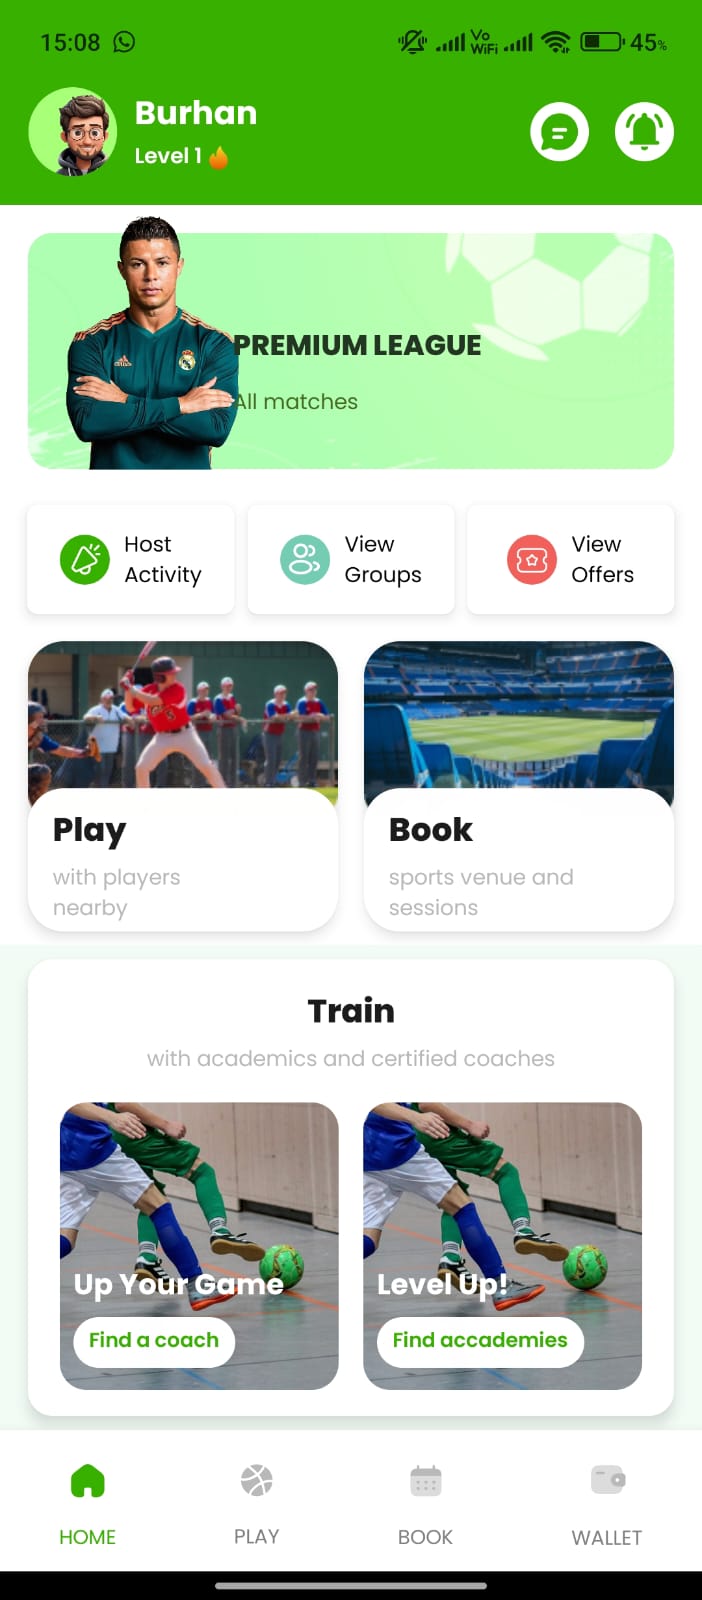 15:08
Vo
WiFi
45%
Burhan
Level 1
PREMIUM LEAGUE
All matches
Host
Activity
View
Groups
View
Offers
Play
with players
nearby
Book
sports venue and
sessions
Train
with academics and certified coaches
Up Your Game
Find a coach
Level Up!
Find accademies
HOME
PLAY
BOOK
WALLET